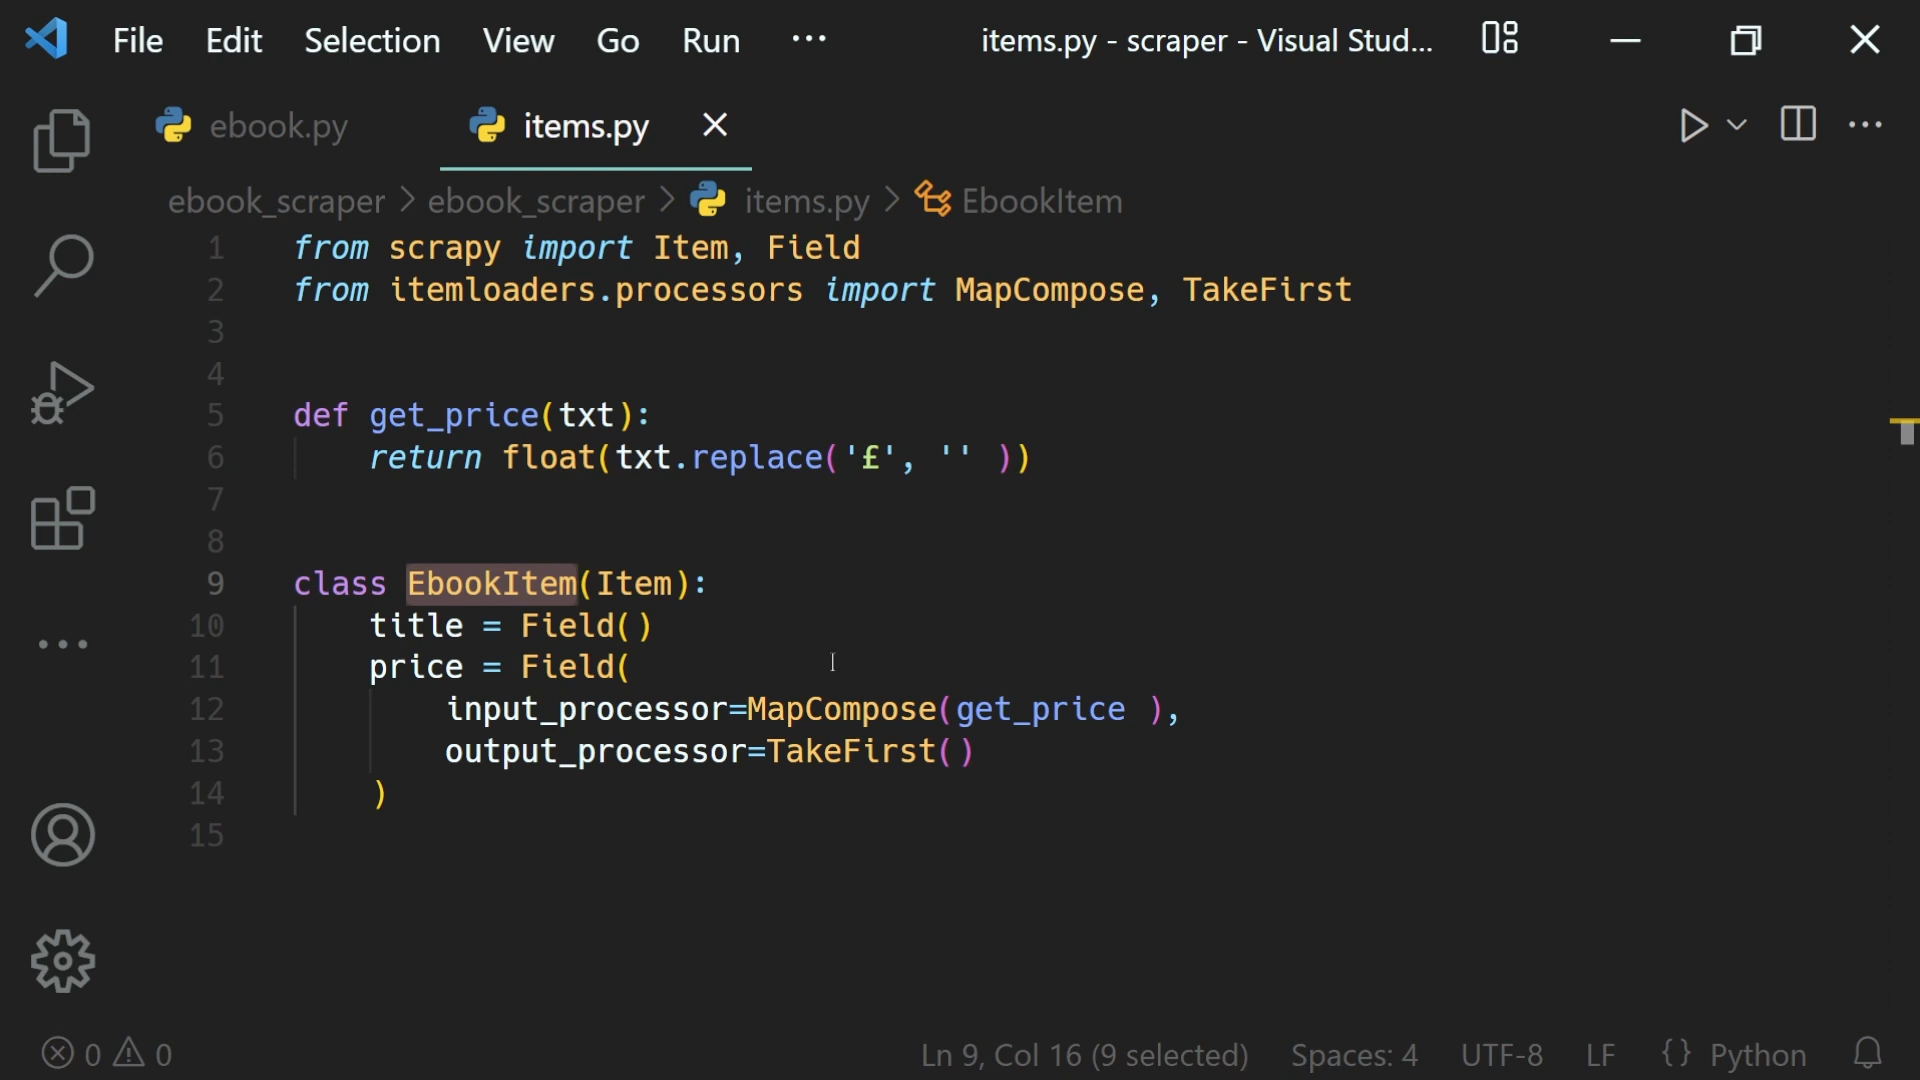 File Edit Selection View Go Run ··· items.py - scraper - Visual Stud...
ebook.py items.py
ebook_scraper > ebook_scraper > items.py > EbookItem
1 from scrapy import Item, Field
2 from itemloaders.processors import MapCompose, TakeFirst
3
4
5 def get_price(txt):
6     return float(txt.replace('£', '' ))
7
8
9 class EbookItem(Item):
10     title = Field()
11     price = Field(
12         input_processor=MapCompose(get_price ),
13         output_processor=TakeFirst()
14     )
15
0 0 Ln 9, Col 16 (9 selected) Spaces: 4 UTF-8 LF {} Python